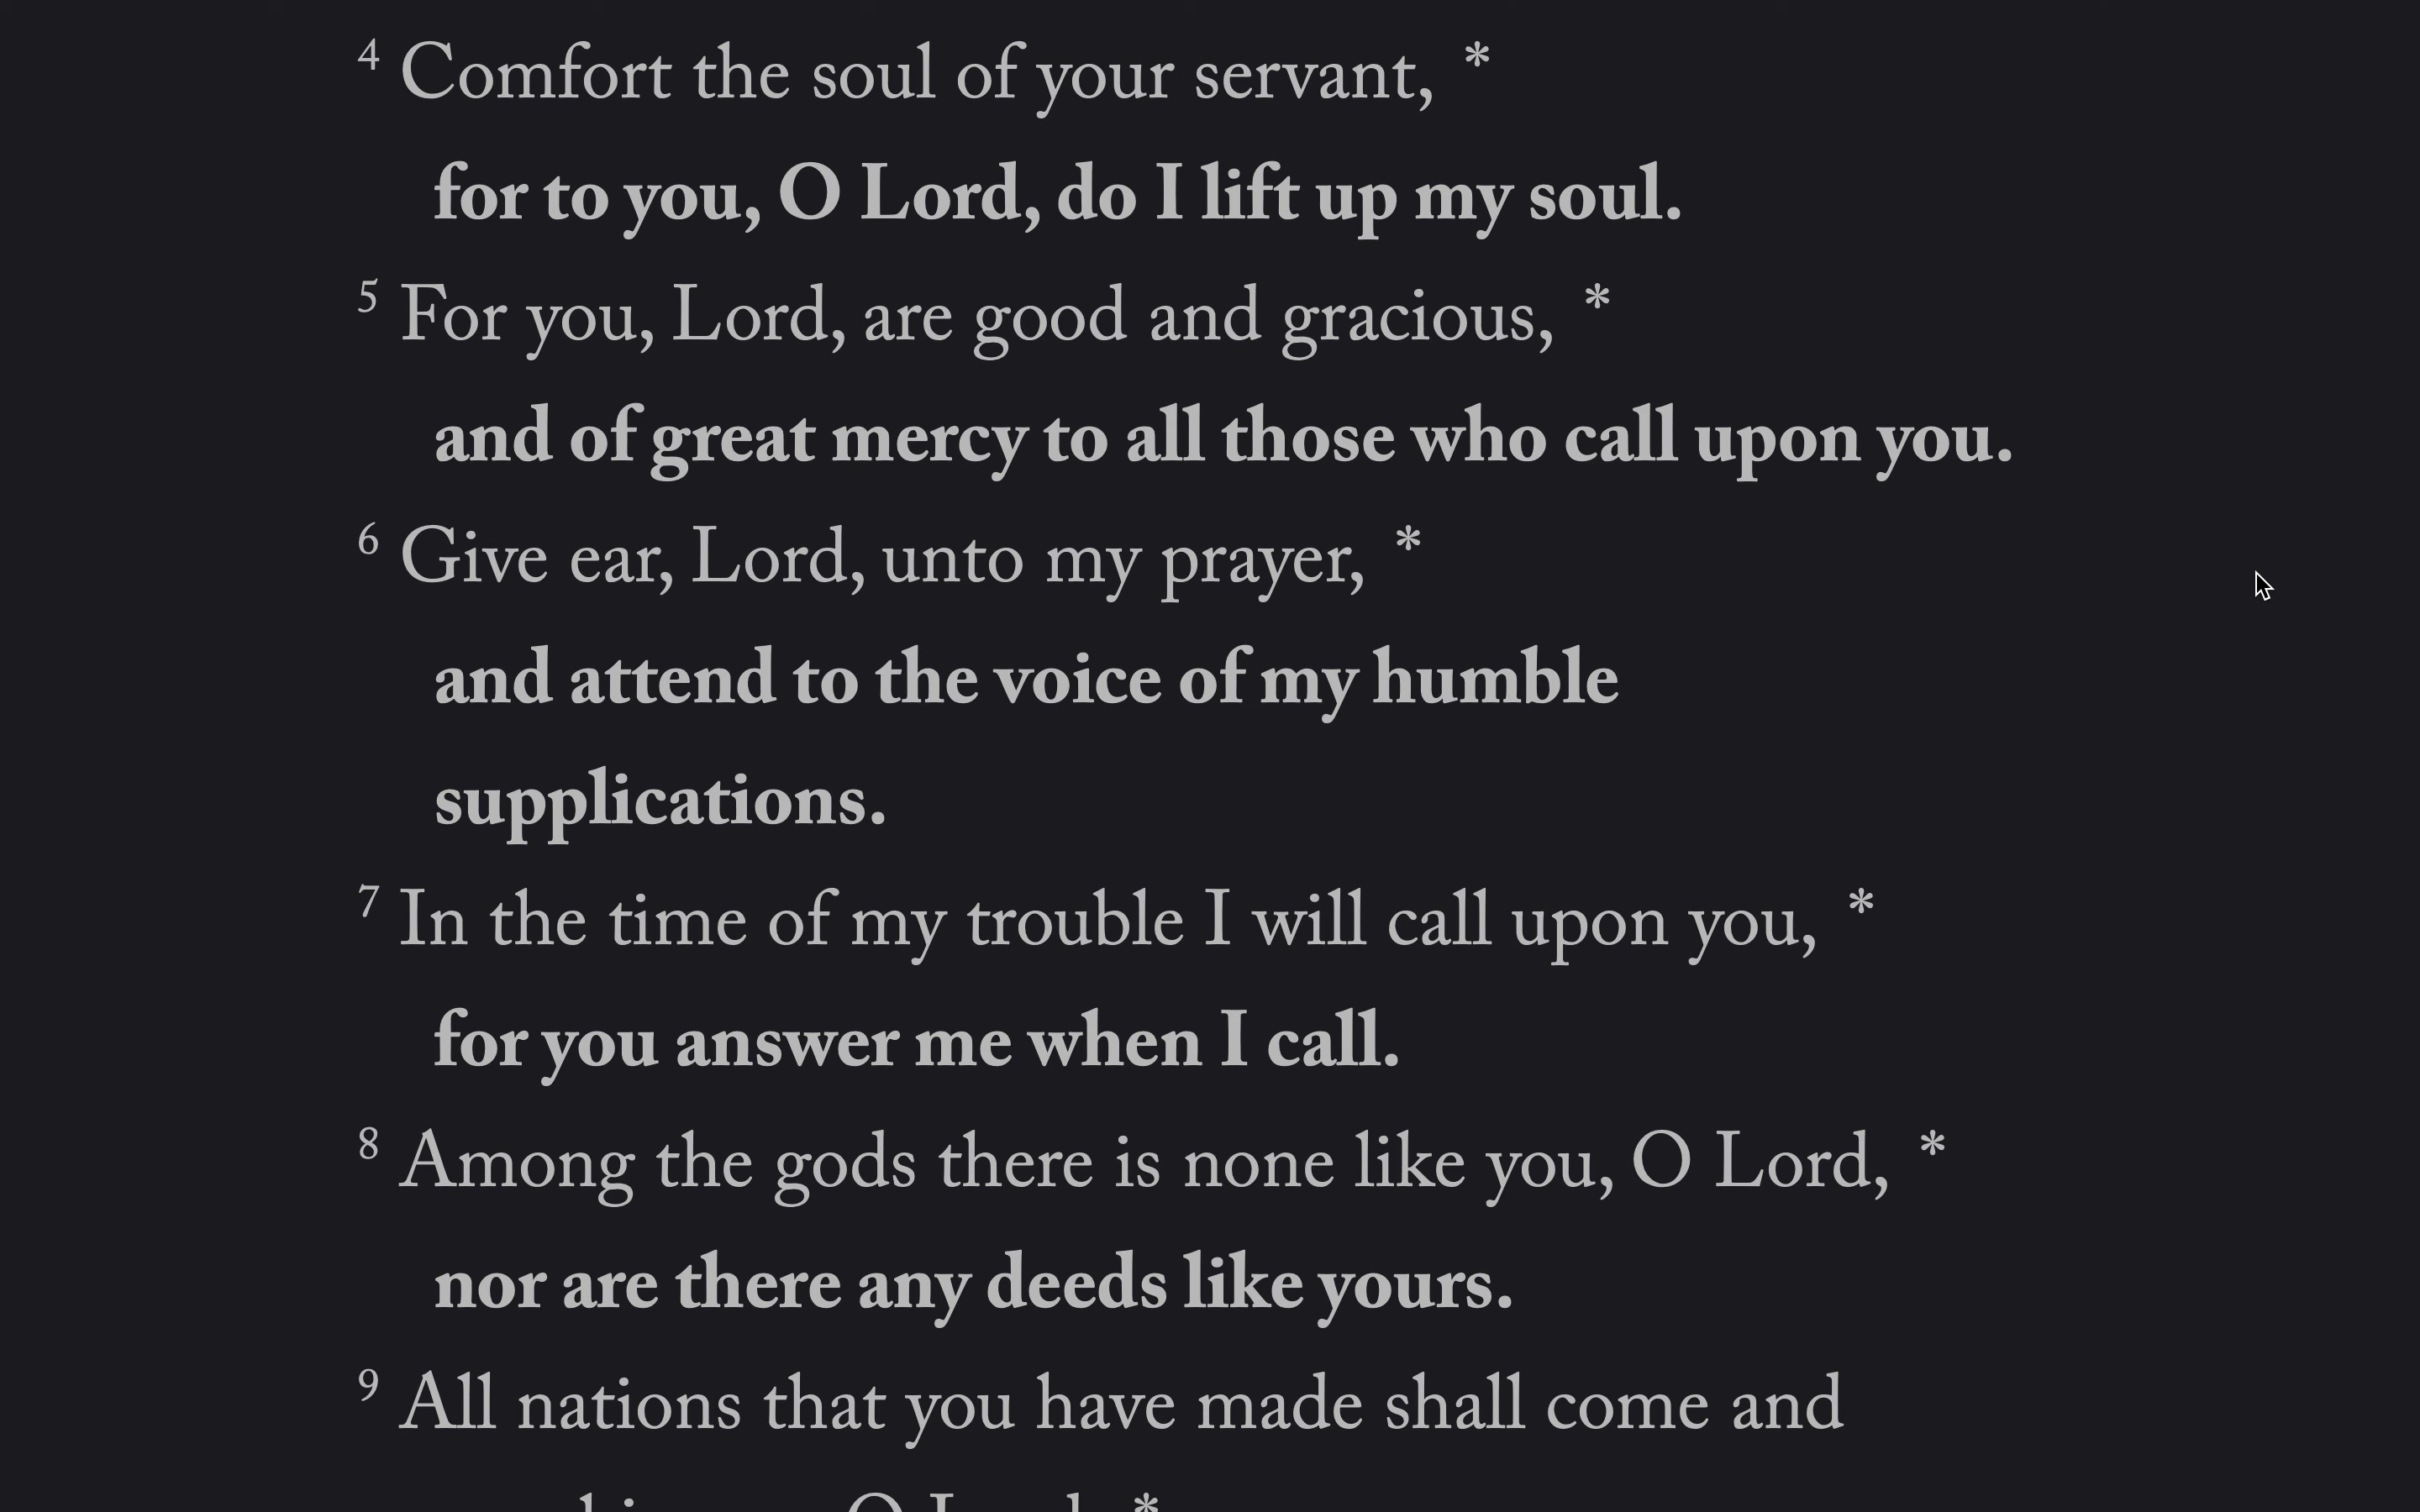 4 Comfort the soul of your servant, *
for to you, O Lord, do I lift up my soul.
5 For you, Lord, are good and gracious, *
and of great mercy to all those who call upon you.
6 Give ear, Lord, unto my prayer, *
and attend to the voice of my humble
supplications.
7 In the time of my trouble I will call upon you, *
for you answer me when I call.
8 Among the gods there is none like you, O Lord, *
nor are there any deeds like yours.
9 All nations that you have made shall come and